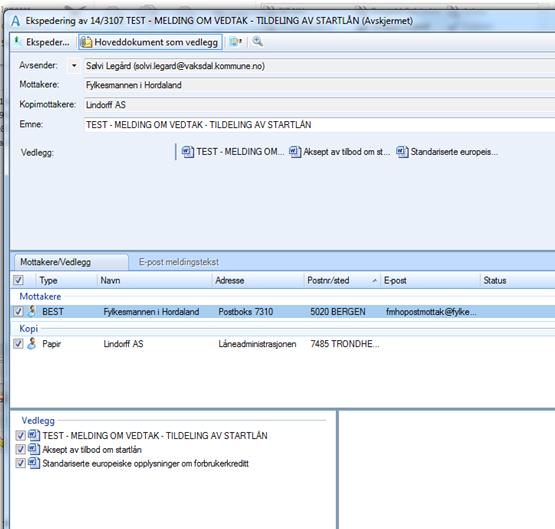 Ekspedering av 14/3107 TEST - MELDING OM VEDTAK - TILDELING AV STARTLÅN (Avskjermet)
Ekspeder... Hoveddokument som vedlegg
Avsender: Sølvi Legård (solvi.legard@vaksdal.kommune.no)
Mottakere: Fylkesmannen i Hordaland
Kopimottakere: Lindorff AS
Emne: TEST - MELDING OM VEDTAK - TILDELING AV STARTLÅN
Vedlegg: TEST - MELDING OM... Aksept av tilbod om st... Standariserte europeis...
Mottakere/Vedlegg E-post meldingstekst
Type Navn Adresse Postnr/sted E-post Status
Mottakere
BEST Fylkesmannen i Hordaland Postboks 7310 5020 BERGEN fmhopostmottak@fylke...
Kopi
Papir Lindorff AS Låneadministrasjonen 7485 TRONDHE...
Vedlegg
TEST - MELDING OM VEDTAK - TILDELING AV STARTLÅN
Aksept av tilbod om startlån
Standariserte europeiske opplysninger om forbrukerkreditt